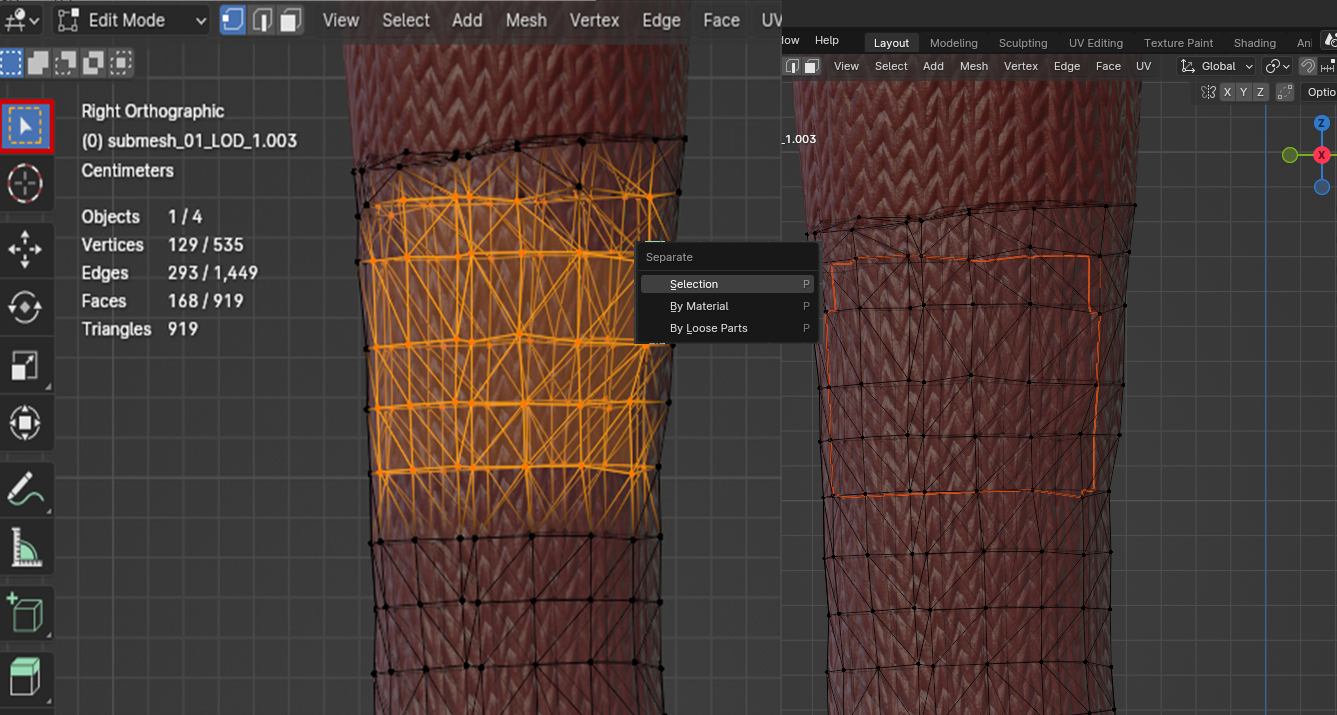 Edit Mode View Select Add Mesh Vertex Edge Face UV
Right Orthographic
(0) submesh_01_LOD_1.003
Centimeters
Objects 1 / 4
Vertices 129 / 535
Edges 293 / 1,449
Faces 168 / 919
Triangles 919
Separate
Selection P
By Material P
By Loose Parts P
low Help Layout Modeling Sculpting UV Editing Texture Paint Shading Ani
View Select Add Mesh Vertex Edge Face UV Global
X Y Z Optio
_1.003
Z
X